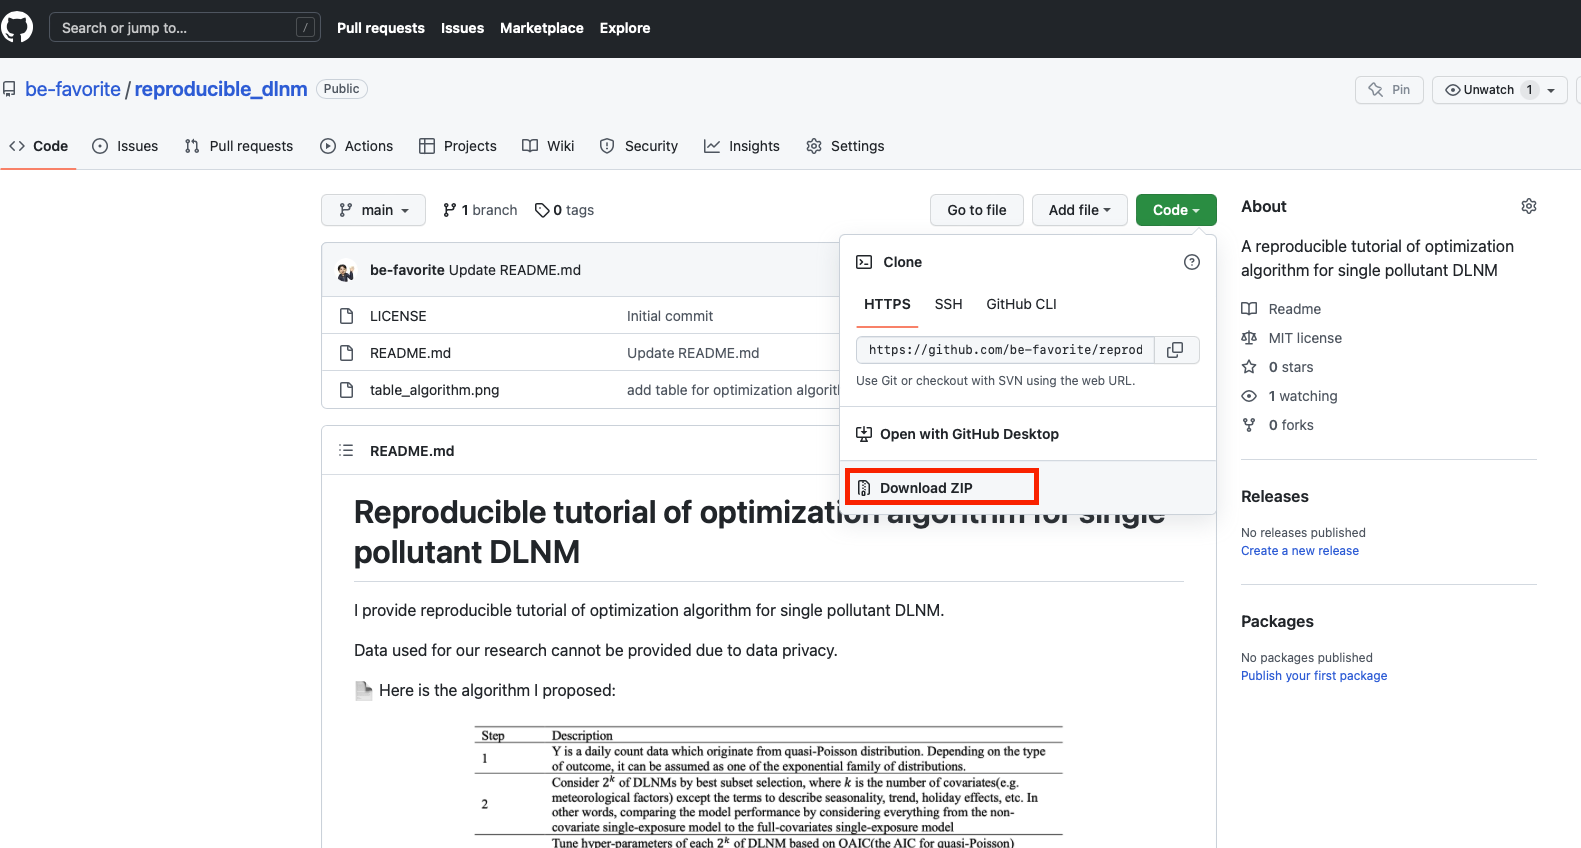 Search or jump to... /
Pull requests Issues Marketplace Explore
be-favorite / reproducible_dlnm Public
Pin Unwatch 1
Code Issues Pull requests Actions Projects Wiki Security Insights Settings
main 1 branch 0 tags
Go to file Add file Code
be-favorite Update README.md
LICENSE Initial commit
README.md Update README.md
table_algorithm.png add table for optimization
Clone
HTTPS SSH GitHub CLI
https://github.com/be-favorite/reprod
Use Git or checkout with SVN using the web URL.
Open with GitHub Desktop
Download ZIP
README.md
Reproducible tutorial of optimization algorithm for single
pollutant DLNM
I provide reproducible tutorial of optimization algorithm for single pollutant DLNM.
Data used for our research cannot be provided due to data privacy.
Here is the algorithm I proposed:
Step Description
1 Y is a daily count data which originate from quasi-Poisson distribution. Depending on the type
of outcome, it can be assumed as one of the exponential family of distributions.
2 Consider 2^k of DLNMs by best subset selection, where k is the number of covariates(e.g.
meteorological factors) except the terms to describe seasonality, trend, holiday effects, etc. In
other words, comparing the model performance by considering everything from the non-
covariate single-exposure model to the full-covariates single-exposure model
Tune hyper-parameters of each 2^k of DLNM based on QAIC(the AIC for quasi-Poisson)
About
A reproducible tutorial of optimization
algorithm for single pollutant DLNM
Readme
MIT license
0 stars
1 watching
0 forks
Releases
No releases published
Create a new release
Packages
No packages published
Publish your first package